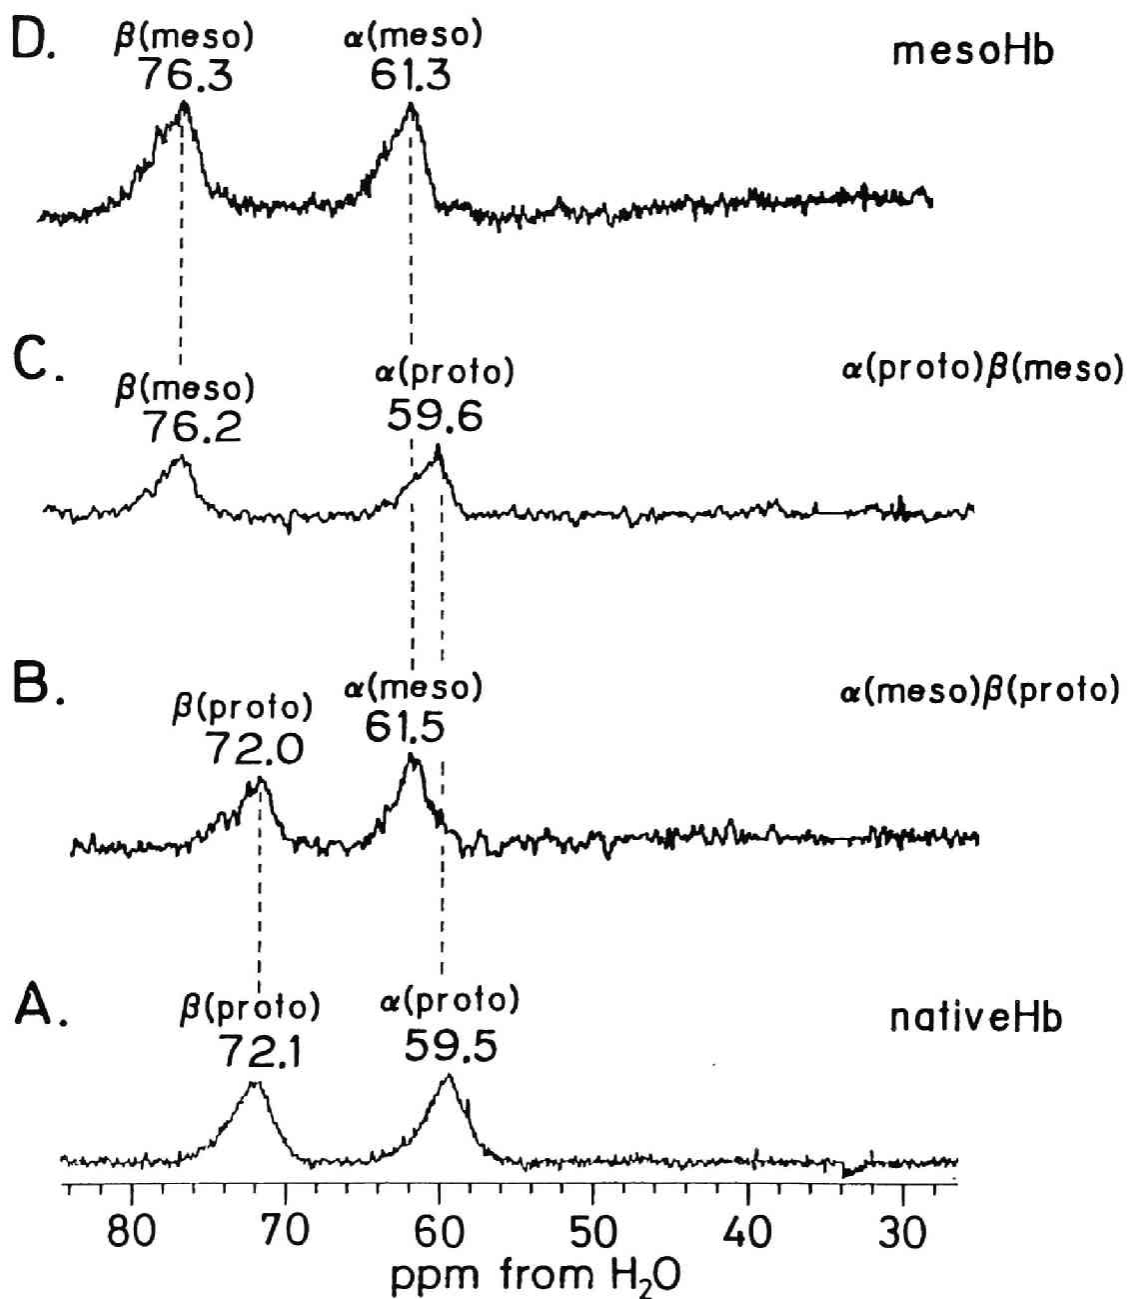 D.
β(meso)
76.3
α(meso)
61.3
mesoHb
C.
β(meso)
76.2
α(proto)
59.6
α(proto)β(meso)
B.
β(proto)
72.0
α(meso)
61.5
α(meso)β(proto)
A.
β(proto)
72.1
α(proto)
59.5
nativeHb
80 70 60 50 40 30
ppm from H₂O